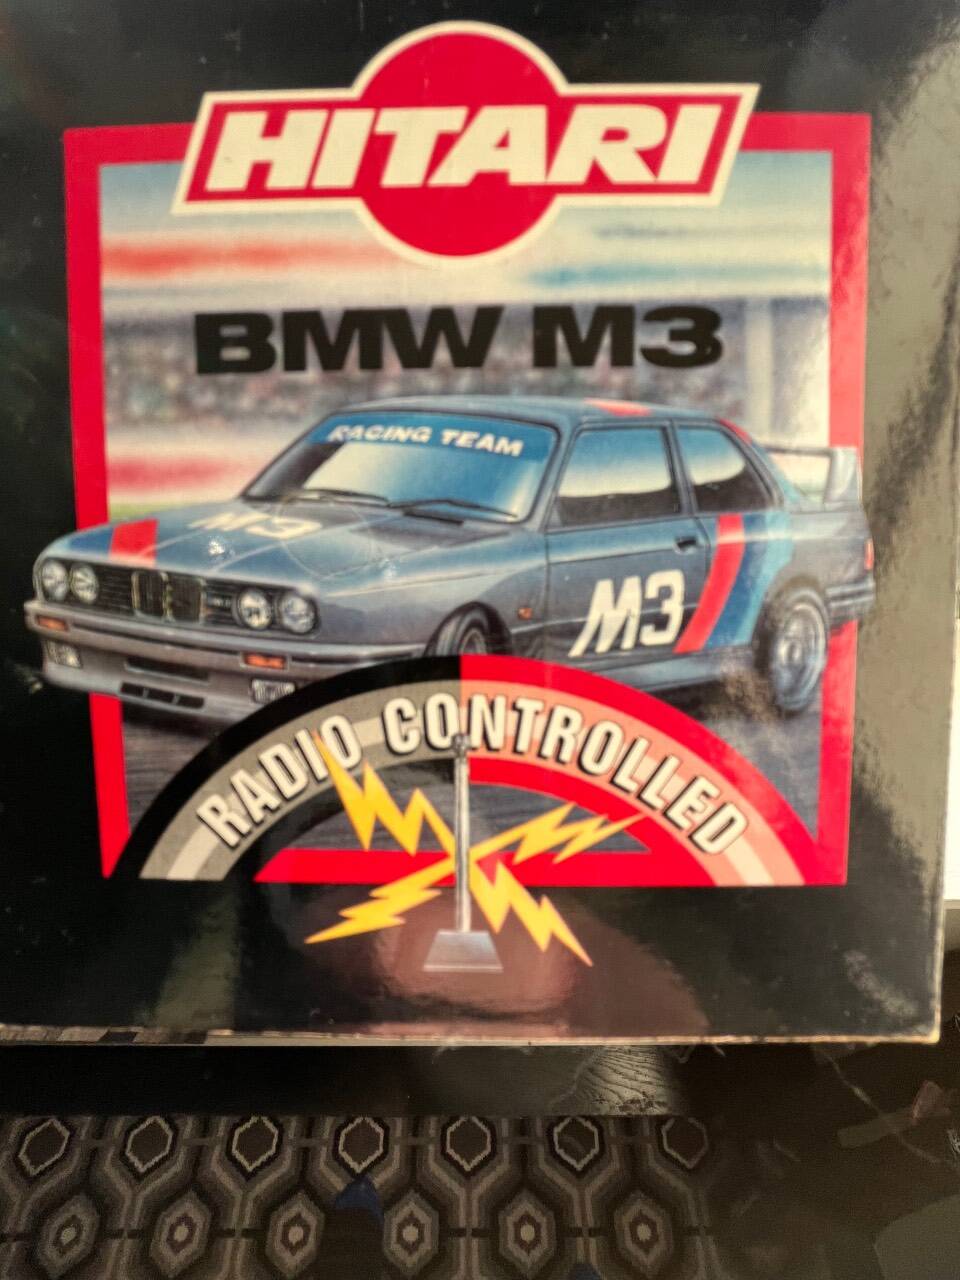 HITARI
BMW M3
RACING TEAM
M3
M3
RADIO CONTROLLED